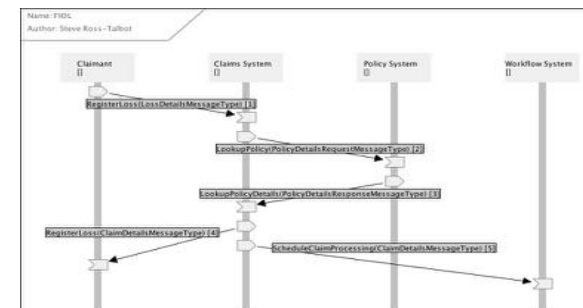 Name: FIDL
Author: Steve Ross-Talbot
Claimant
[]
Claims System
[]
Policy System
[]
Workflow System
[]
RegisterLoss(LossDetailsMessageType) [1]
LookupPolicy(PolicyDetailsRequestMessageType) [2]
LookupPolicyDetails(PolicyDetailsResponseMessageType) [3]
RegisterLoss(ClaimDetailsMessageType) [4]
ScheduleClaimProcessing(ClaimDetailsMessageType) [5]